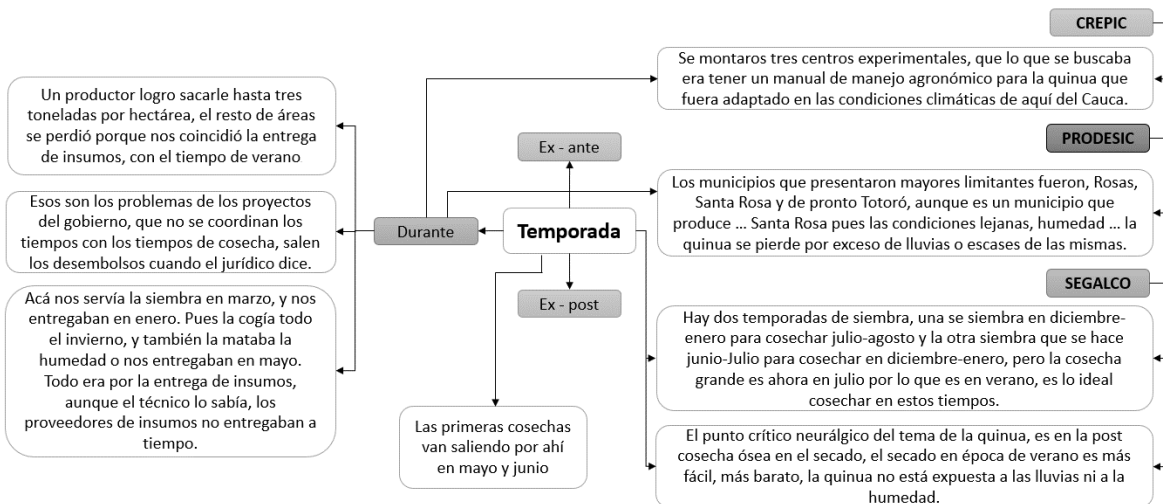 CREPIC
Se montaros tres centros experimentales, que lo que se buscaba
era tener un manual de manejo agronómico para la quinua que
fuera adaptado en las condiciones climáticas de aquí del Cauca.
Un productor logro sacarle hasta tres
toneladas por hectárea, el resto de áreas
se perdió porque nos coincidió la entrega
de insumos, con el tiempo de verano
Ex - ante
PRODESIC
Los municipios que presentaron mayores limitantes fueron, Rosas,
Santa Rosa y de pronto Totoró, aunque es un municipio que
produce ... Santa Rosa pues las condiciones lejanas, humedad ... la
quinua se pierde por exceso de lluvias o escases de las mismas.
Esos son los problemas de los proyectos
del gobierno, que no se coordinan los
tiempos con los tiempos de cosecha, salen
los desembolsos cuando el jurídico dice.
Durante
Temporada
Ex - post
SEGALCO
Acá nos servía la siembra en marzo, y nos
entregaban en enero. Pues la cogía todo
el invierno, y también la mataba la
humedad o nos entregaban en mayo.
Todo era por la entrega de insumos,
aunque el técnico lo sabía, los
proveedores de insumos no entregaban a
tiempo.
Hay dos temporadas de siembra, una se siembra en diciembre-
enero para cosechar julio-agosto y la otra siembra que se hace
junio-Julio para cosechar en diciembre-enero, pero la cosecha
grande es ahora en julio por lo que es en verano, es lo ideal
cosechar en estos tiempos.
Las primeras cosechas
van saliendo por ahí
en mayo y junio
El punto crítico neurálgico del tema de la quinua, es en la post
cosecha ósea en el secado, el secado en época de verano es más
fácil, más barato, la quinua no está expuesta a las lluvias ni a la
humedad.